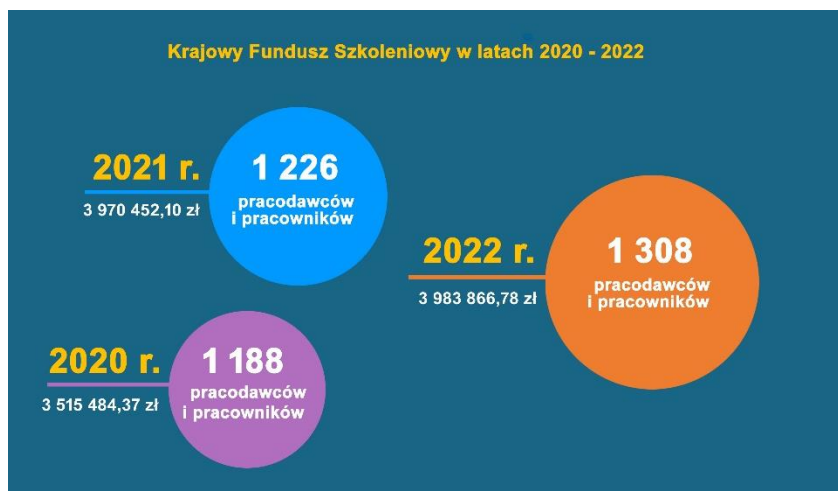 Krajowy Fundusz Szkoleniowy w latach 2020 - 2022
2021 r.
3 970 452,10 zł
1 226
pracodawców
i pracowników
2022 r.
3 983 866,78 zł
1 308
pracodawców
i pracowników
2020 r.
3 515 484,37 zł
1 188
pracodawców
i pracowników